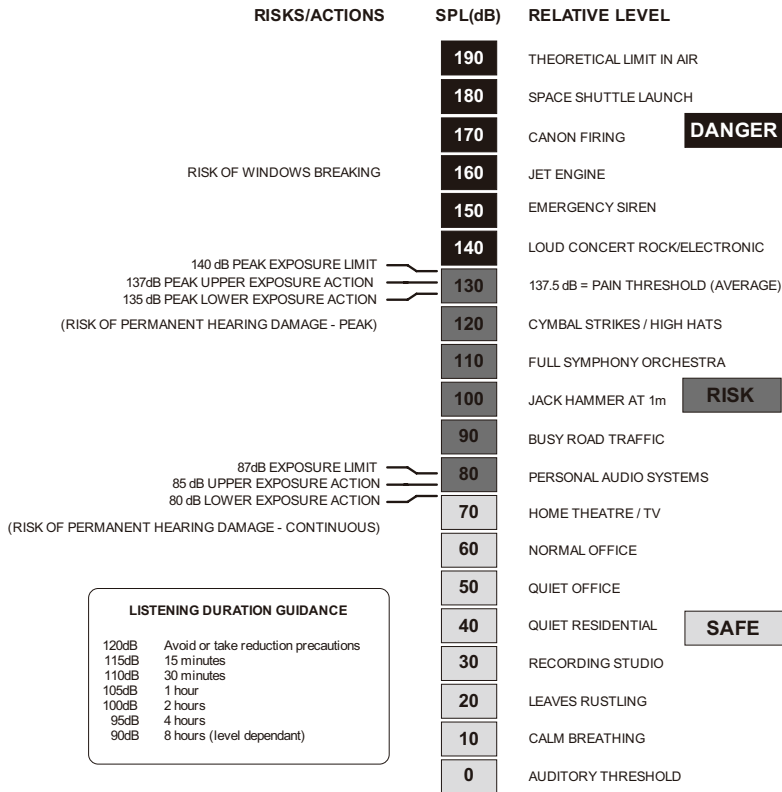 RISKS/ACTIONS SPL(dB) RELATIVE LEVEL
190 THEORETICAL LIMIT IN AIR
180 SPACE SHUTTLE LAUNCH
170 CANON FIRING DANGER
RISK OF WINDOWS BREAKING 160 JET ENGINE
150 EMERGENCY SIREN
140 LOUD CONCERT ROCK/ELECTRONIC
140 dB PEAK EXPOSURE LIMIT
137dB PEAK UPPER EXPOSURE ACTION 130 137.5 dB = PAIN THRESHOLD (AVERAGE)
135 dB PEAK LOWER EXPOSURE ACTION
(RISK OF PERMANENT HEARING DAMAGE - PEAK) 120 CYMBAL STRIKES / HIGH HATS
110 FULL SYMPHONY ORCHESTRA
100 JACK HAMMER AT 1m RISK
90 BUSY ROAD TRAFFIC
87dB EXPOSURE LIMIT
85 dB UPPER EXPOSURE ACTION 80 PERSONAL AUDIO SYSTEMS
80 dB LOWER EXPOSURE ACTION
70 HOME THEATRE / TV
(RISK OF PERMANENT HEARING DAMAGE - CONTINUOUS)
60 NORMAL OFFICE
50 QUIET OFFICE
40 QUIET RESIDENTIAL SAFE
30 RECORDING STUDIO
20 LEAVES RUSTLING
10 CALM BREATHING
0 AUDITORY THRESHOLD
LISTENING DURATION GUIDANCE
120dB Avoid or take reduction precautions
115dB 15 minutes
110dB 30 minutes
105dB 1 hour
100dB 2 hours
95dB 4 hours
90dB 8 hours (level dependant)